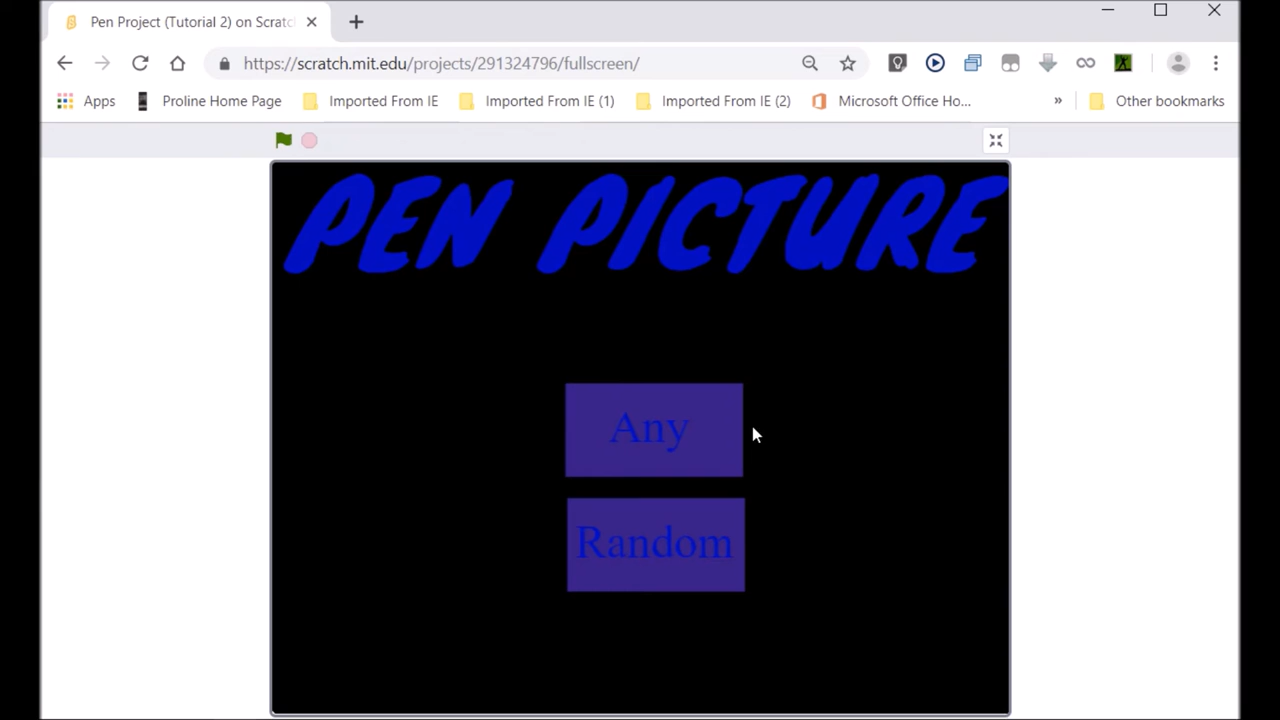 Pen Project (Tutorial 2) on Scratc
https://scratch.mit.edu/projects/291324796/fullscreen/
Apps Proline Home Page Imported From IE Imported From IE (1) Imported From IE (2) Microsoft Office Ho... » Other bookmarks
PEN PICTURE
Any
Random